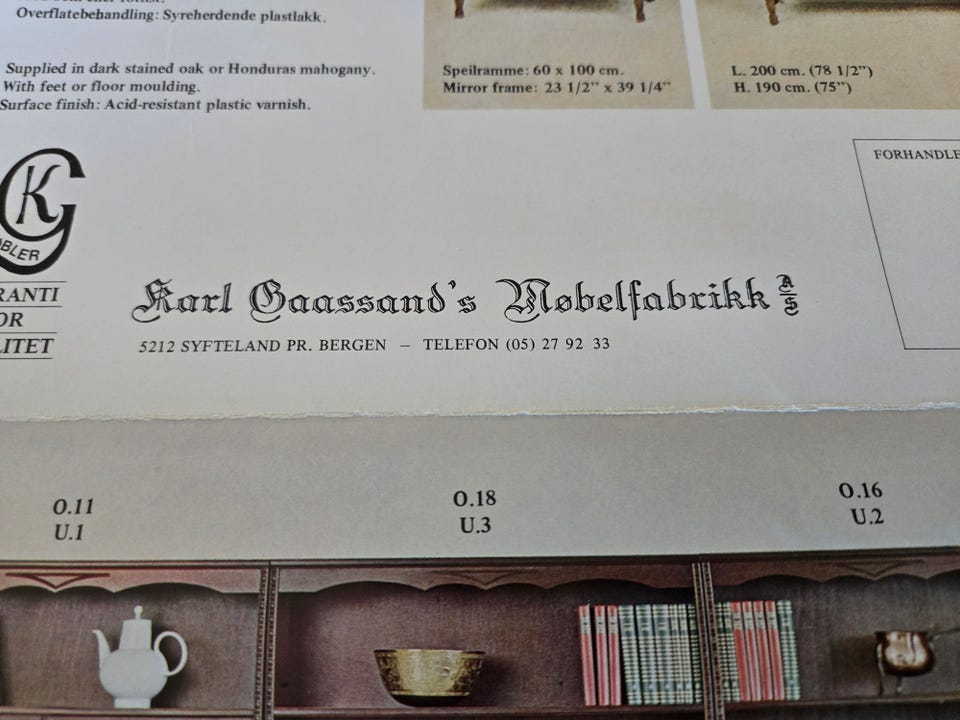 Overflatebehandling: Syreherdende plastlakk.
Supplied in dark stained oak or Honduras mahogany.
With feet or floor moulding.
Surface finish: Acid-resistant plastic varnish.
Speilramme: 60 x 100 cm.
Mirror frame: 23 1/2” x 39 1/4”
L. 200 cm. (78 1/2”)
H. 190 cm. (75”)
FORHANDLE
GK
ØBLER
RANTI
OR
LITET
Karl Gaassand's Møbelfabrikk A/S
5212 SYFTELAND PR. BERGEN — TELEFON (05) 27 92 33
O.11
U.1
O.18
U.3
O.16
U.2